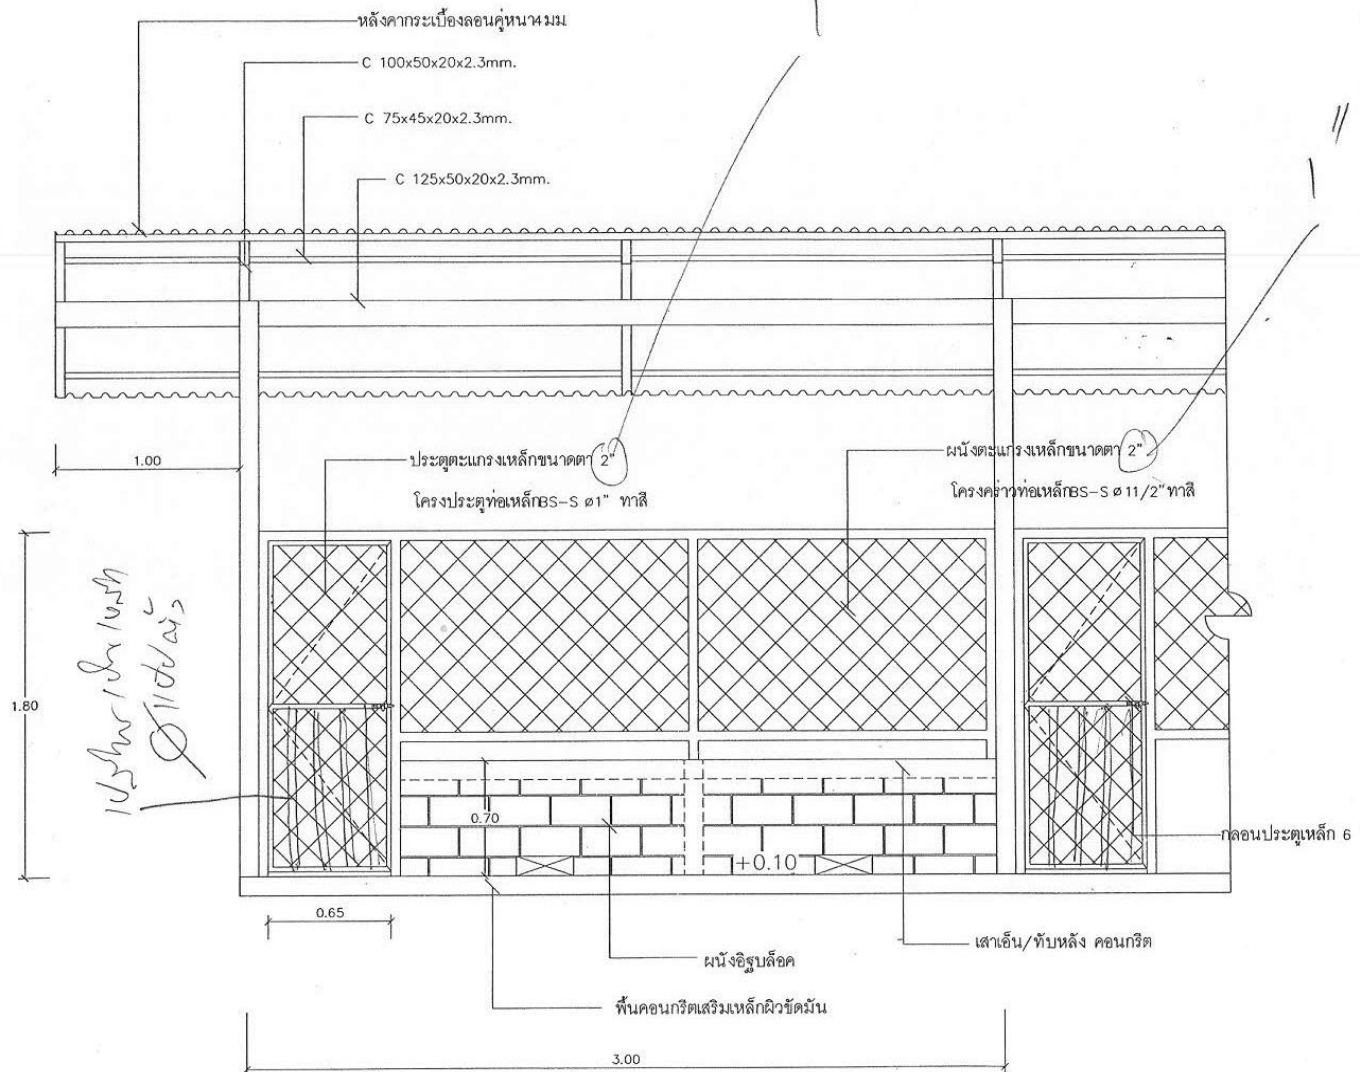 หลังคากระเบื้องลอนคู่หนา4มม
C 100x50x20x2.3mm.
C 75x45x20x2.3mm.
C 125x50x20x2.3mm.
1.00
ประตูตะแกรงเหล็กขนาดตา 2"
โครงประตูท่อเหล็กBS-S ø1" ทาสี
ผนังตะแกรงเหล็กขนาดตา 2"
โครงคร่าวท่อเหล็กBS-S ø11/2"ทาสี
1.80
0.70
+0.10
กลอนประตูเหล็ก 6
0.65
เสาเอ็น/ทับหลัง คอนกรีต
ผนังอิฐบล็อค
พื้นคอนกรีตเสริมเหล็กผิวขัดมัน
3.00